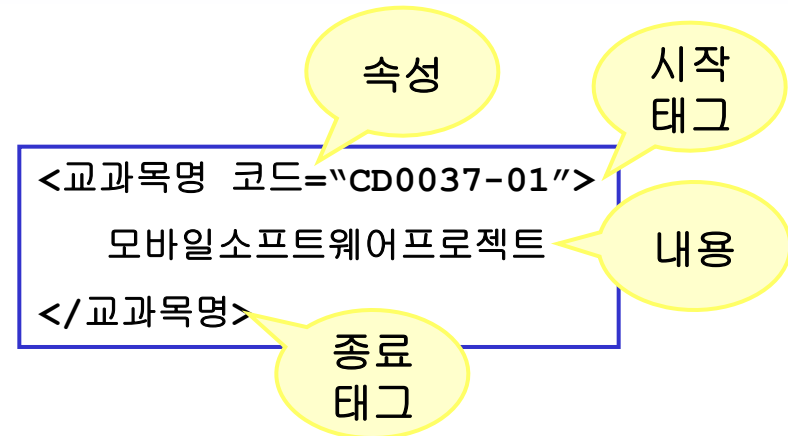 속성
시작
태그
<교과목명 코드=“CD0037-01”>
모바일소프트웨어프로젝트
내용
</교과목명>
종료
태그